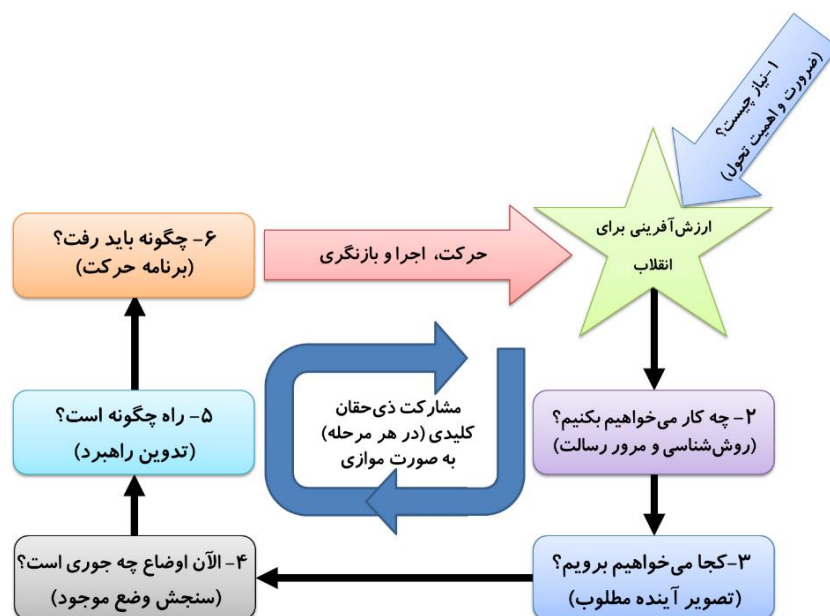 ۱-نیاز چیست؟
(ضرورت و اهمیت تحول)
ارزش‌آفرینی برای
انقلاب
۲- چه کار می‌خواهیم بکنیم؟
(روش‌شناسی و مرور رسالت)
۳-کجا می‌خواهیم برویم؟
(تصویر آینده مطلوب)
۴- الآن اوضاع چه جوری است؟
(سنجش وضع موجود)
۵- راه چگونه است؟
(تدوین راهبرد)
۶- چگونه باید رفت؟
(برنامه حرکت)
حرکت، اجرا و بازنگری
مشارکت ذی‌حقان
کلیدی (در هر مرحله)
به صورت موازی